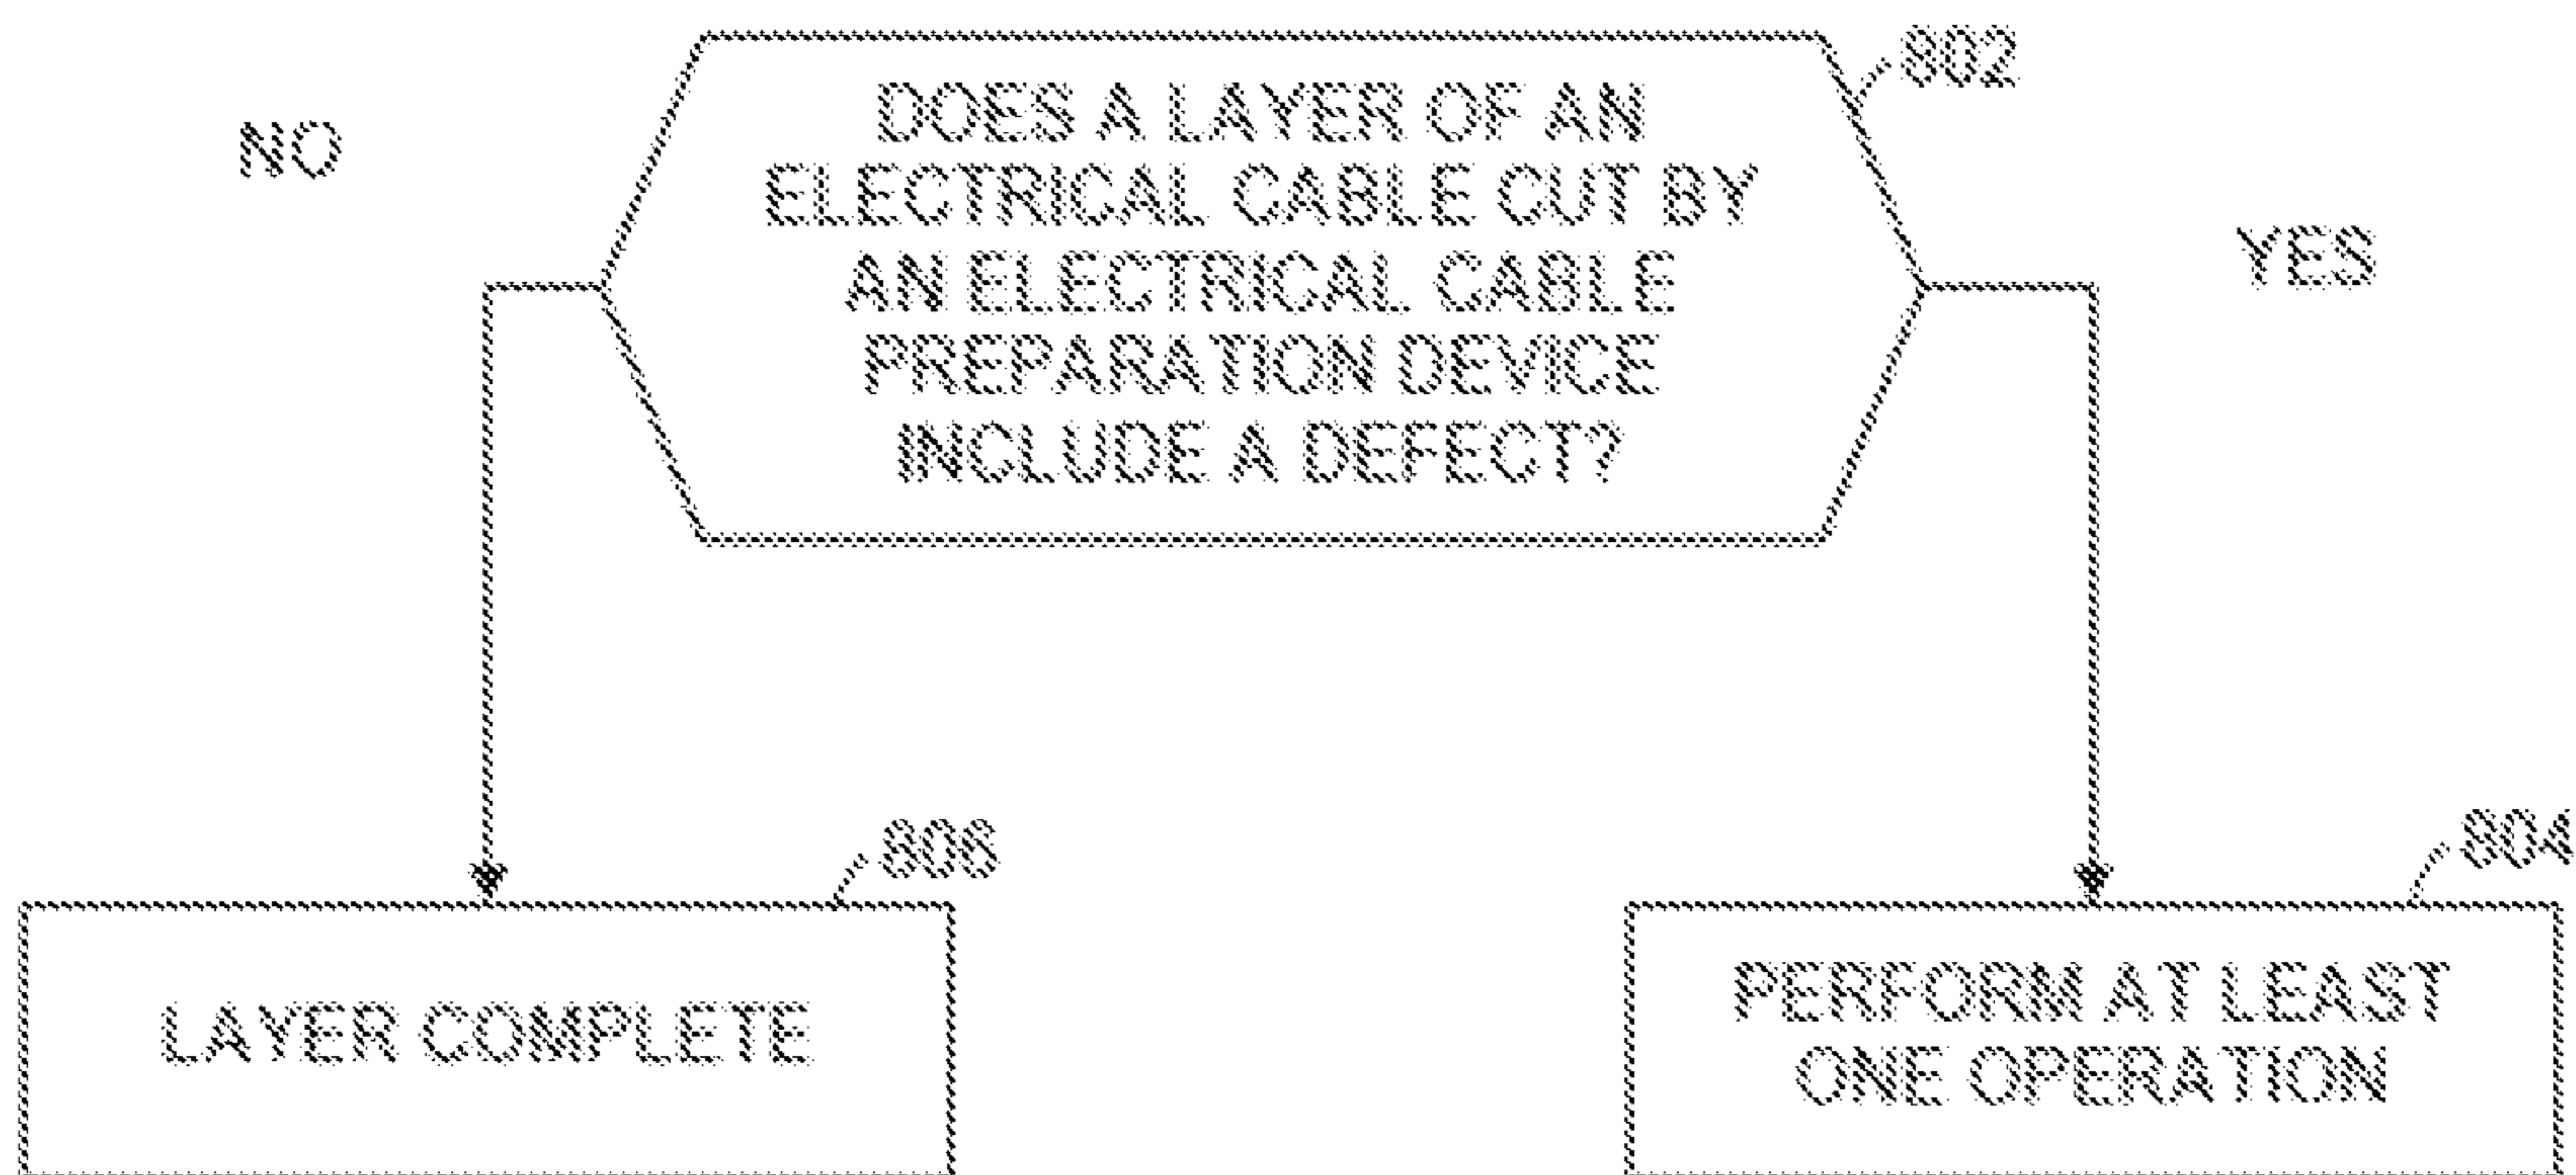 802
NO
DOES A LAYER OF AN
ELECTRICAL CABLE CUT BY
AN ELECTRICAL CABLE
PREPARATION DEVICE
INCLUDE A DEFECT?
YES
806
804
LAYER COMPLETE
PERFORM AT LEAST
ONE OPERATION